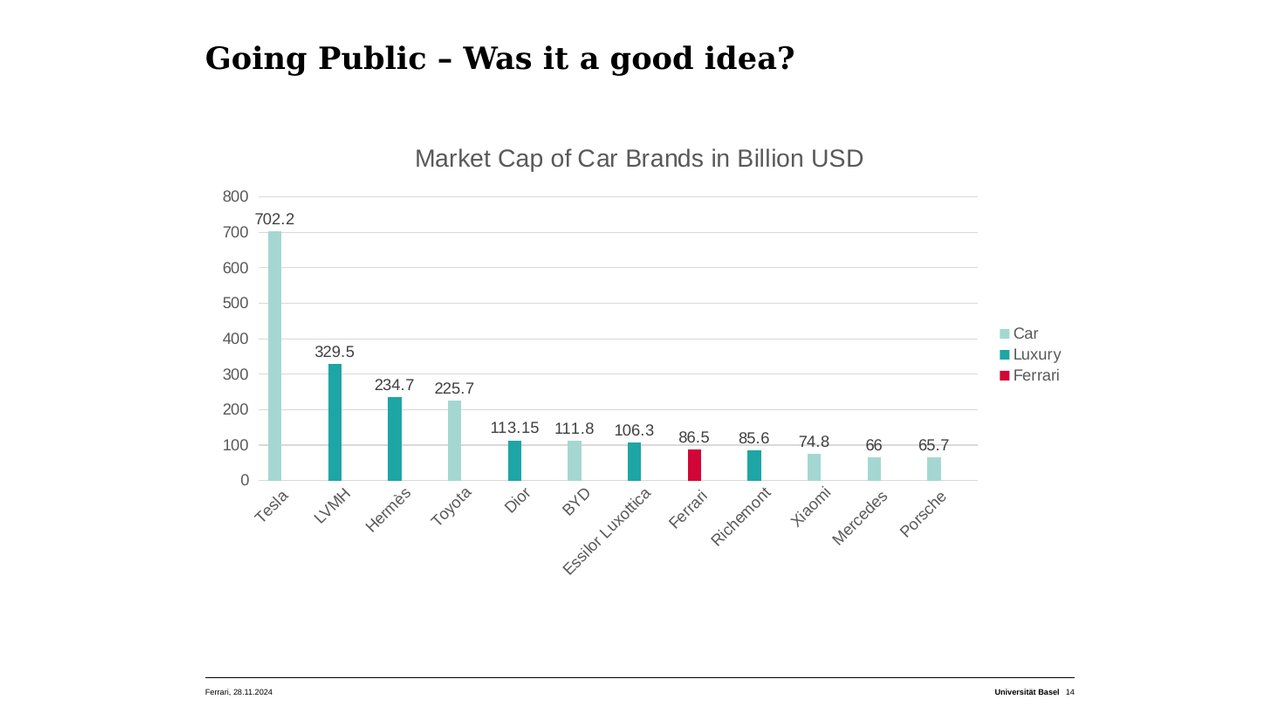 Going Public – Was it a good idea?
Market Cap of Car Brands in Billion USD
800
700
600
500
400
300
200
100
0
702.2
329.5
234.7
225.7
113.15
111.8
106.3
86.5
85.6
74.8
66
65.7
Tesla
LVMH
Hermès
Toyota
Dior
BYD
Essilor Luxottica
Ferrari
Richemont
Xiaomi
Mercedes
Porsche
Car
Luxury
Ferrari
Ferrari, 28.11.2024
Universität Basel 14